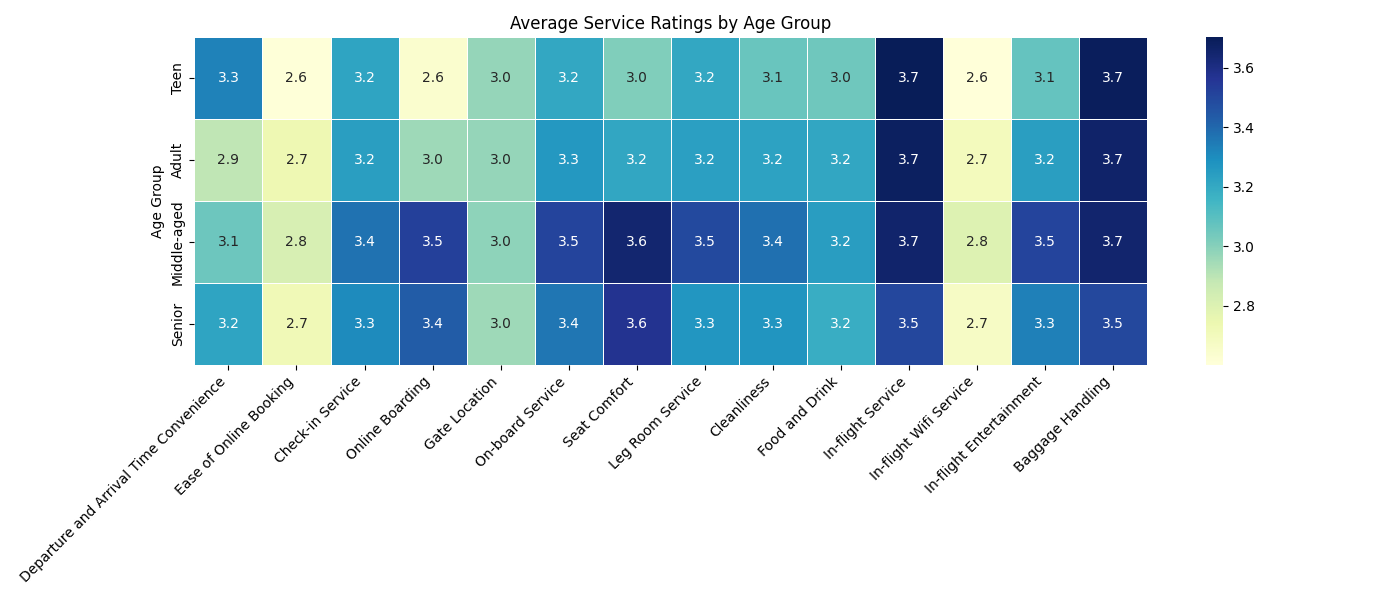 Average Service Ratings by Age Group
Age Group
Teen
3.3 2.6 3.2 2.6 3.0 3.2 3.0 3.2 3.1 3.0 3.7 2.6 3.1 3.7
Adult
2.9 2.7 3.2 3.0 3.0 3.3 3.2 3.2 3.2 3.2 3.7 2.7 3.2 3.7
Middle-aged
3.1 2.8 3.4 3.5 3.0 3.5 3.6 3.5 3.4 3.2 3.7 2.8 3.5 3.7
Senior
3.2 2.7 3.3 3.4 3.0 3.4 3.6 3.3 3.3 3.2 3.5 2.7 3.3 3.5
Departure and Arrival Time Convenience
Ease of Online Booking
Check-in Service
Online Boarding
Gate Location
On-board Service
Seat Comfort
Leg Room Service
Cleanliness
Food and Drink
In-flight Service
In-flight Wifi Service
In-flight Entertainment
Baggage Handling
3.6
3.4
3.2
3.0
2.8